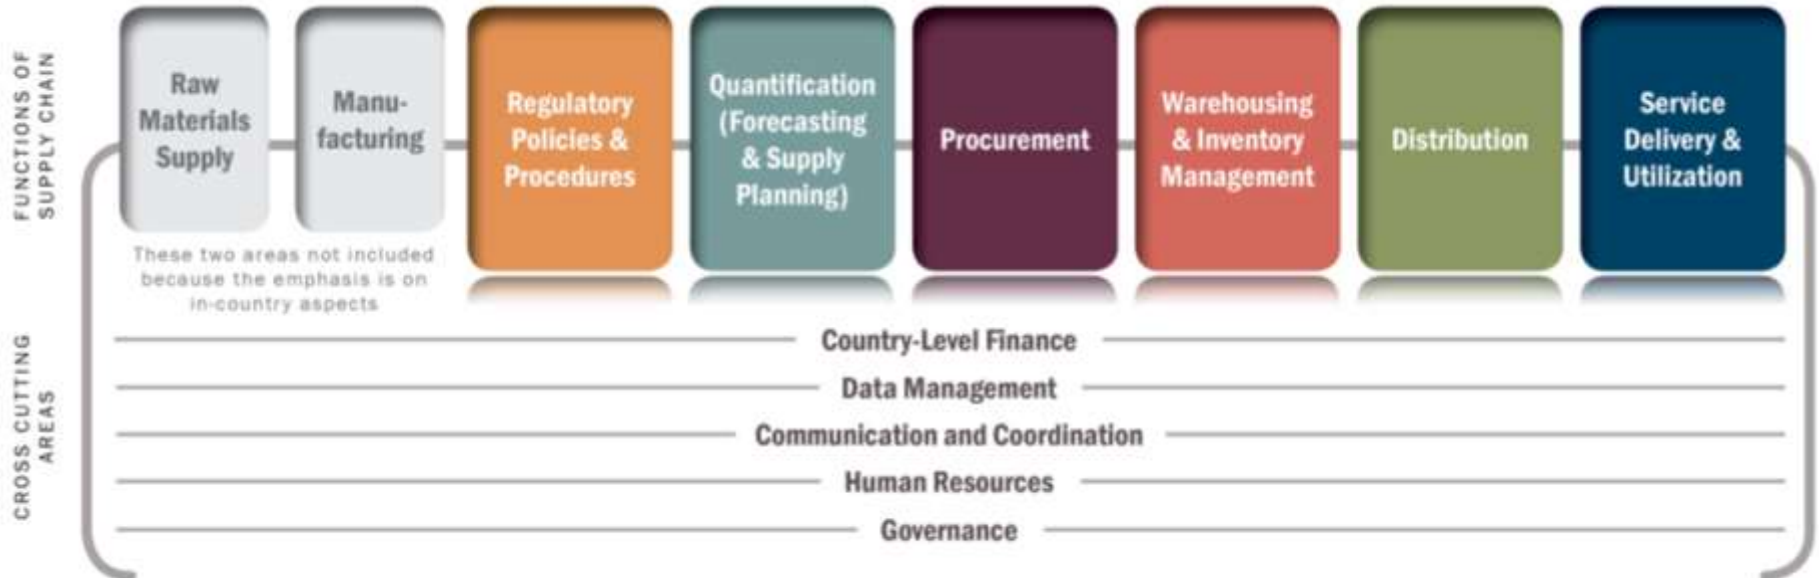 FUNCTIONS OF
SUPPLY CHAIN
Raw
Materials
Supply
Manu-
facturing
Regulatory
Policies &
Procedures
Quantification
(Forecasting
& Supply
Planning)
Procurement
Warehousing
& Inventory
Management
Distribution
Service
Delivery &
Utilization
These two areas not included
because the emphasis is on
in-country aspects
CROSS CUTTING
AREAS
Country-Level Finance
Data Management
Communication and Coordination
Human Resources
Governance